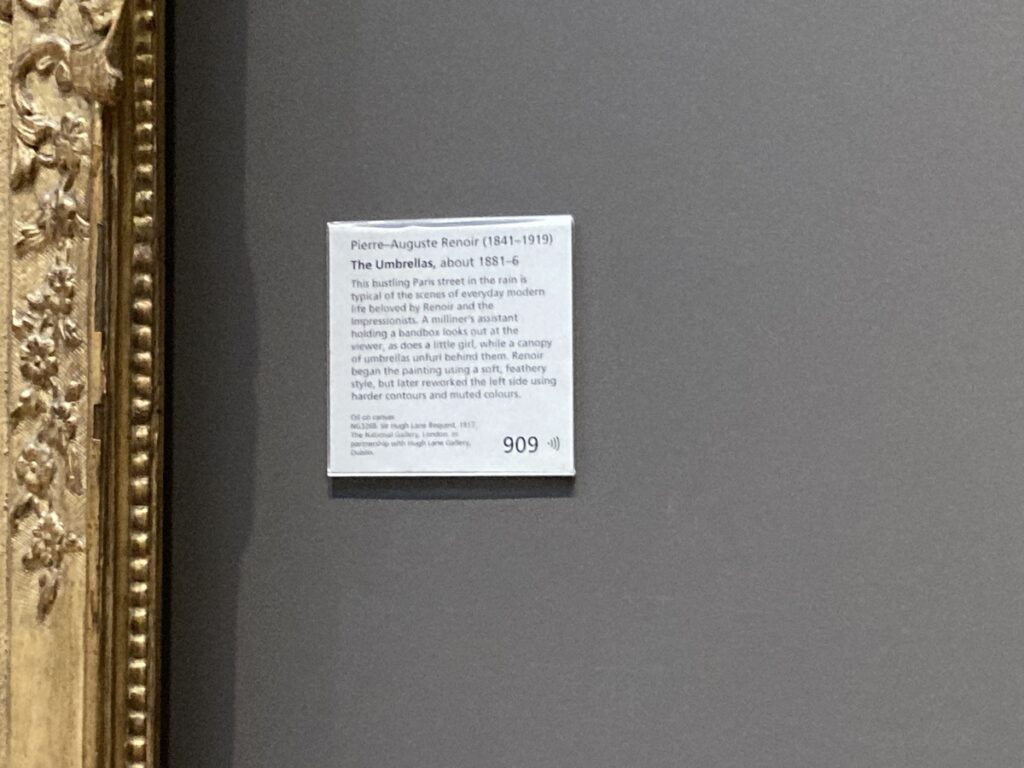 Pierre–Auguste Renoir (1841–1919)
The Umbrellas, about 1881–6
This bustling Paris street in the rain is
typical of the scenes of everyday modern
life beloved by Renoir and the
Impressionists. A milliner's assistant
holding a bandbox looks out at the
viewer, as does a little girl, while a canopy
of umbrellas unfurl behind them. Renoir
began the painting using a soft, feathery
style, but later reworked the left side using
harder contours and muted colours.
Oil on canvas
NG3268. Sir Hugh Lane Bequest, 1917,
The National Gallery, London. In
partnership with Hugh Lane Gallery,
Dublin.
909